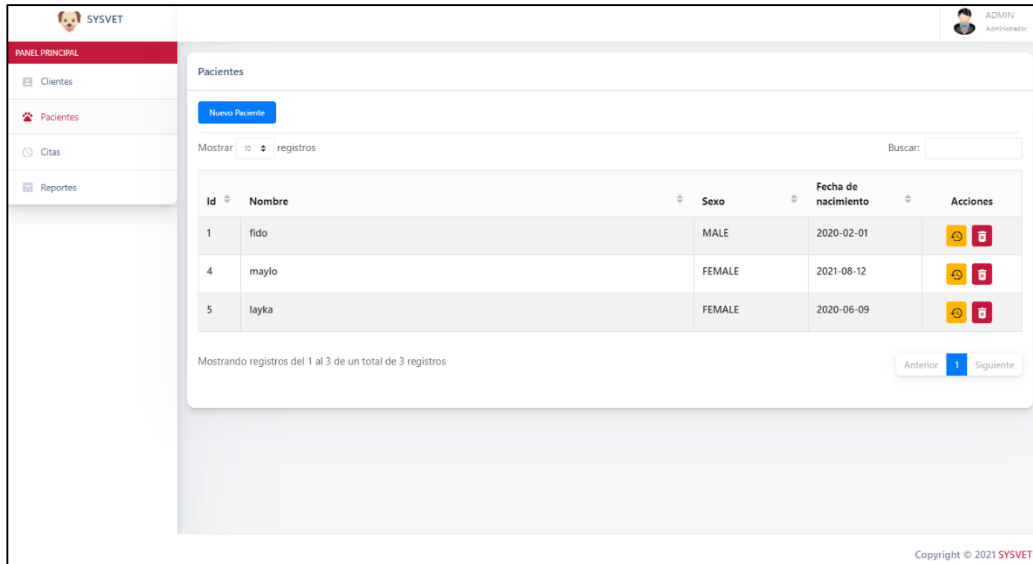 SYSVET
ADMIN
Administrador
PANEL PRINCIPAL
Clientes
Pacientes
Citas
Reportes
Pacientes
Nuevo Paciente
Mostrar 10 registros
Buscar:
Id Nombre Sexo Fecha de nacimiento Acciones
1 fido MALE 2020-02-01
4 maylo FEMALE 2021-08-12
5 layka FEMALE 2020-06-09
Mostrando registros del 1 al 3 de un total de 3 registros
Anterior 1 Siguiente
Copyright © 2021 SYSVET